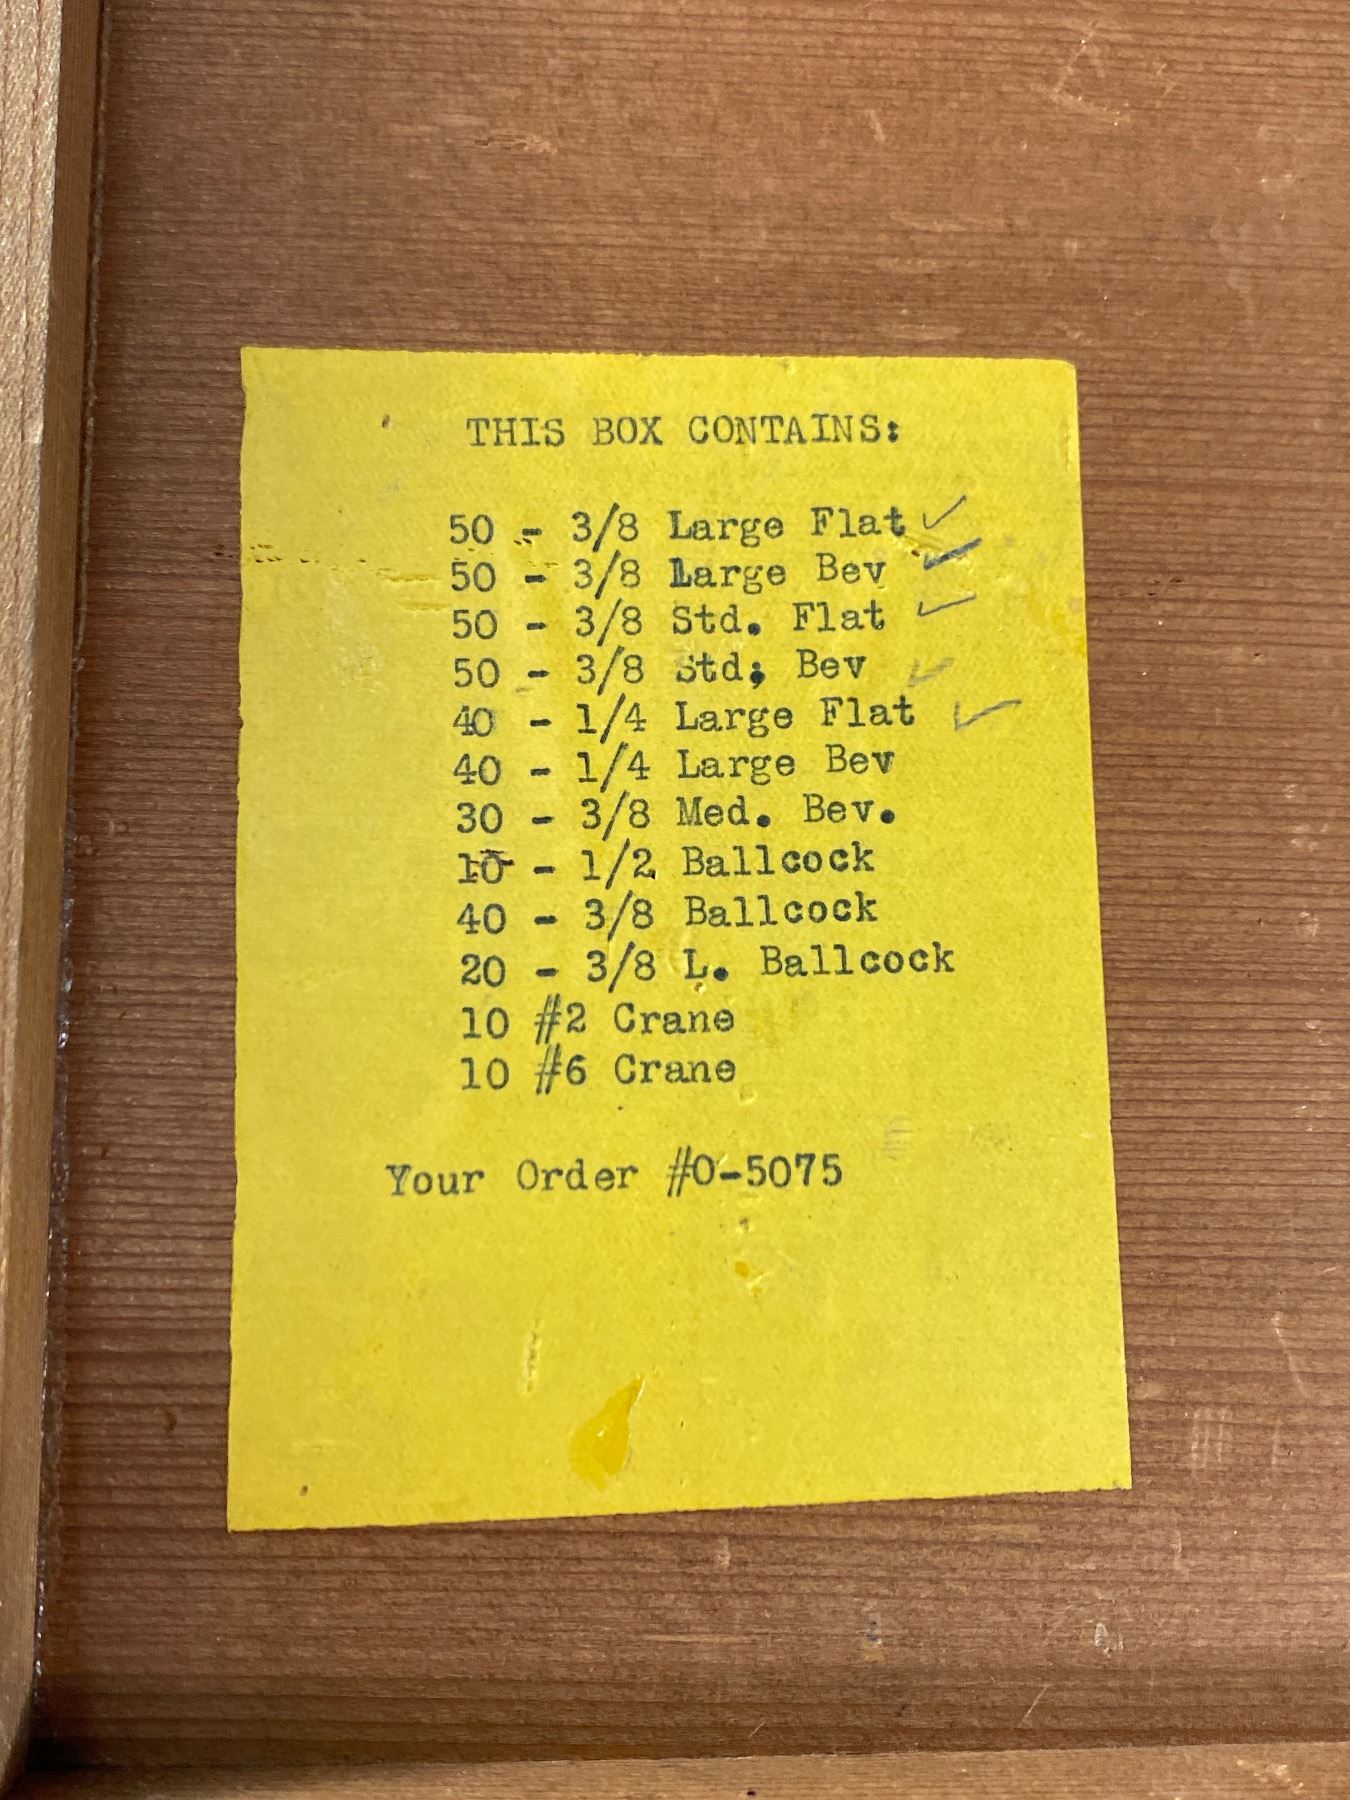 THIS BOX CONTAINS:
50 - 3/8 Large Flat ✓
50 - 3/8 Large Bev ✓
50 - 3/8 Std. Flat ✓
50 - 3/8 Std; Bev ✓
40 - 1/4 Large Flat ✓
40 - 1/4 Large Bev
30 - 3/8 Med. Bev.
10 - 1/2 Ballcock
40 - 3/8 Ballcock
20 - 3/8 L. Ballcock
10 #2 Crane
10 #6 Crane
Your Order #0-5075